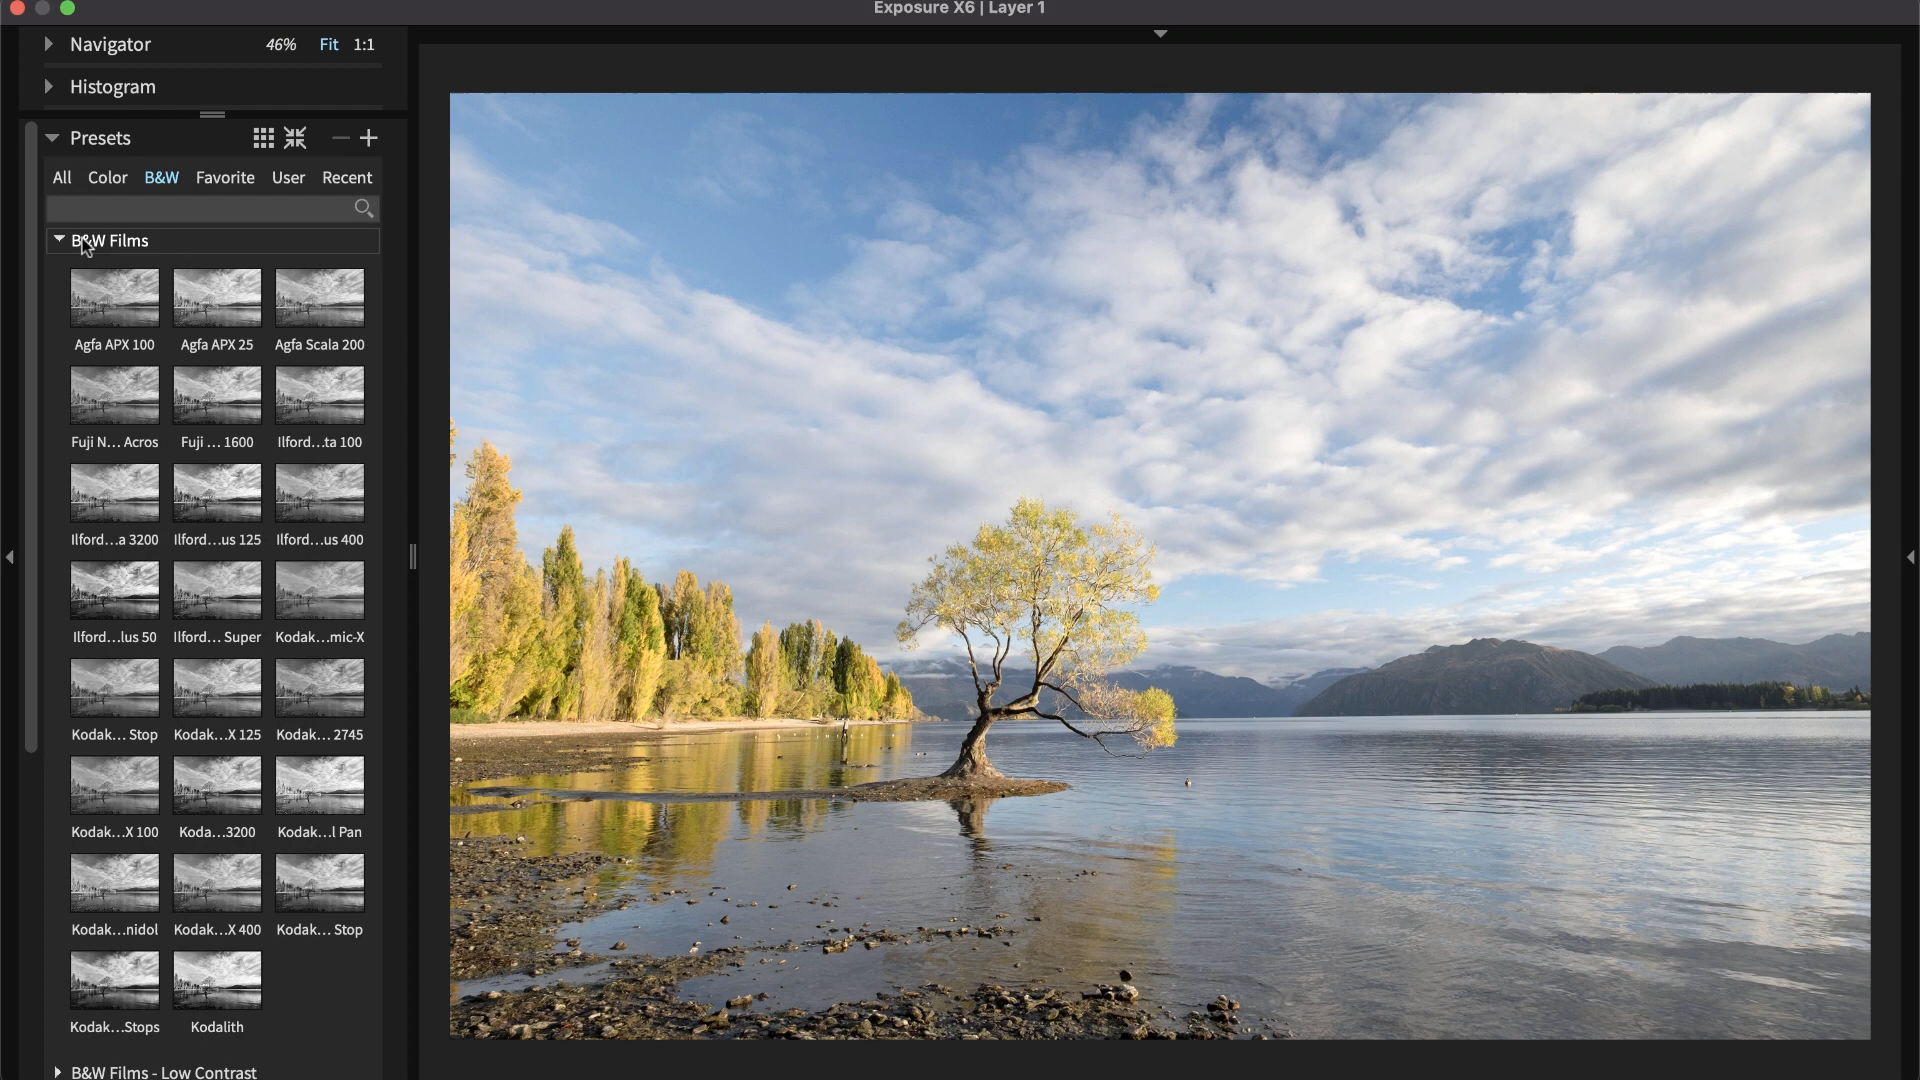 Exposure X6 | Layer 1
Navigator 46% Fit 1:1
Histogram
Presets
All Color B&W Favorite User Recent
B&W Films
Agfa APX 100 Agfa APX 25 Agfa Scala 200
Fuji N... Acros Fuji ... 1600 Ilford...ta 100
Ilford...a 3200 Ilford...us 125 Ilford...us 400
Ilford...lus 50 Ilford... Super Kodak...mic-X
Kodak... Stop Kodak...X 125 Kodak... 2745
Kodak...X 100 Koda...3200 Kodak...l Pan
Kodak...nidol Kodak...X 400 Kodak... Stop
Kodak...Stops Kodalith
B&W Films - Low Contrast